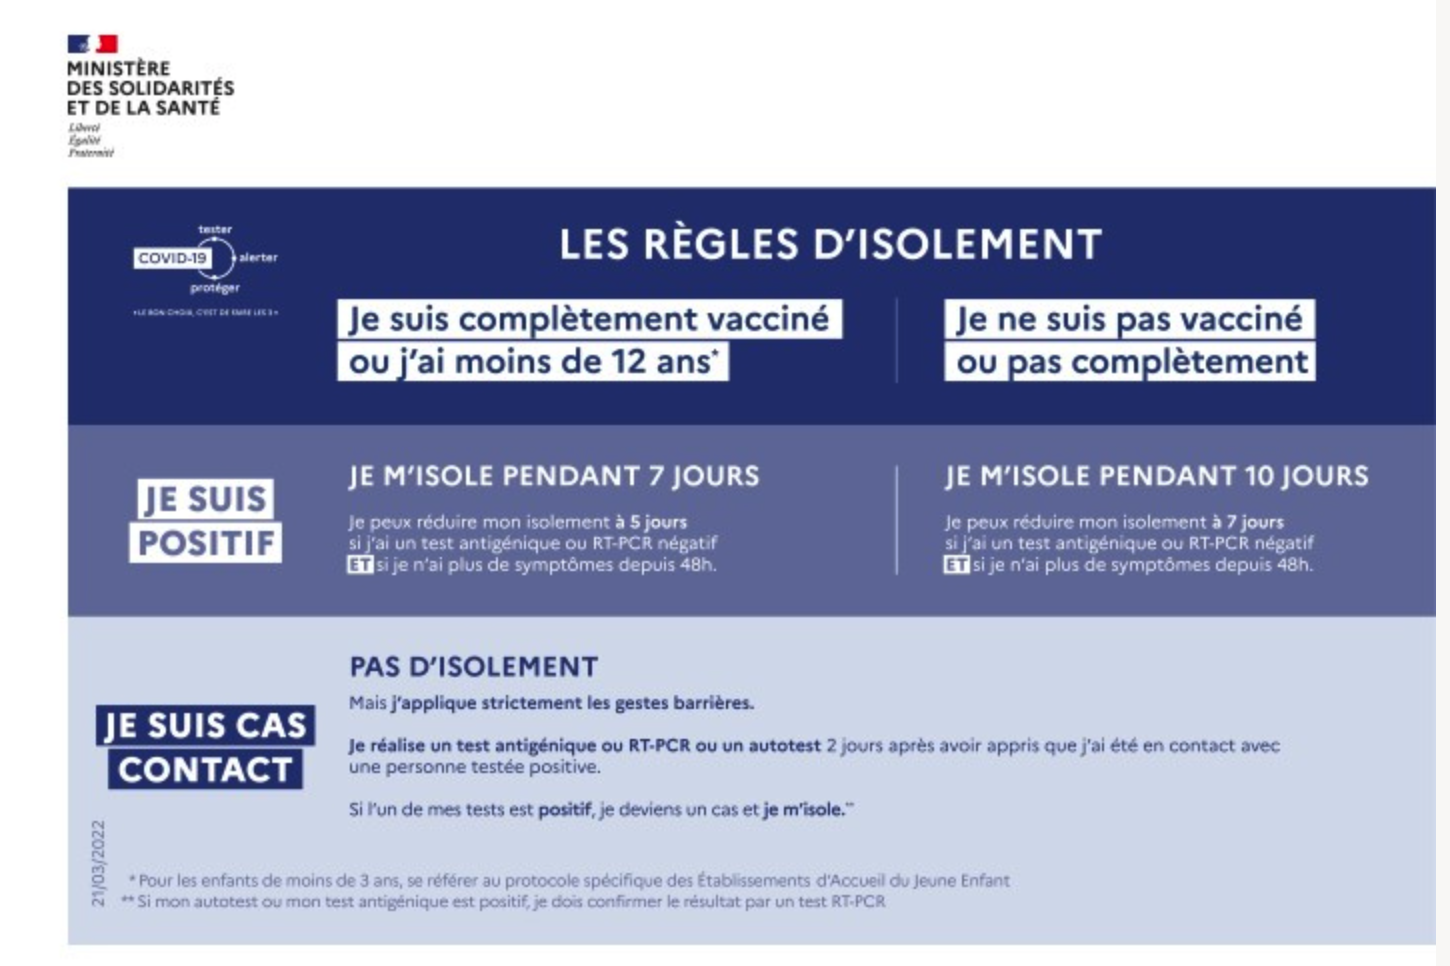 MINISTÈRE
DES SOLIDARITÉS
ET DE LA SANTÉ
Liberté
Égalité
Fraternité
tester
COVID-19
alerter
protéger
«LE BON CHOIX, C'EST DE FAIRE LES 3»
LES RÈGLES D'ISOLEMENT
Je suis complètement vacciné
ou j'ai moins de 12 ans*
Je ne suis pas vacciné
ou pas complètement
JE SUIS
POSITIF
JE M'ISOLE PENDANT 7 JOURS
Je peux réduire mon isolement à 5 jours
si j'ai un test antigénique ou RT-PCR négatif
ET si je n'ai plus de symptômes depuis 48h.
JE M'ISOLE PENDANT 10 JOURS
Je peux réduire mon isolement à 7 jours
si j'ai un test antigénique ou RT-PCR négatif
ET si je n'ai plus de symptômes depuis 48h.
JE SUIS CAS
CONTACT
PAS D'ISOLEMENT
Mais j'applique strictement les gestes barrières.
Je réalise un test antigénique ou RT-PCR ou un autotest 2 jours après avoir appris que j'ai été en contact avec
une personne testée positive.
Si l'un de mes tests est positif, je deviens un cas et je m'isole.**
21/03/2022
* Pour les enfants de moins de 3 ans, se référer au protocole spécifique des Établissements d'Accueil du Jeune Enfant
** Si mon autotest ou mon test antigénique est positif, je dois confirmer le résultat par un test RT-PCR